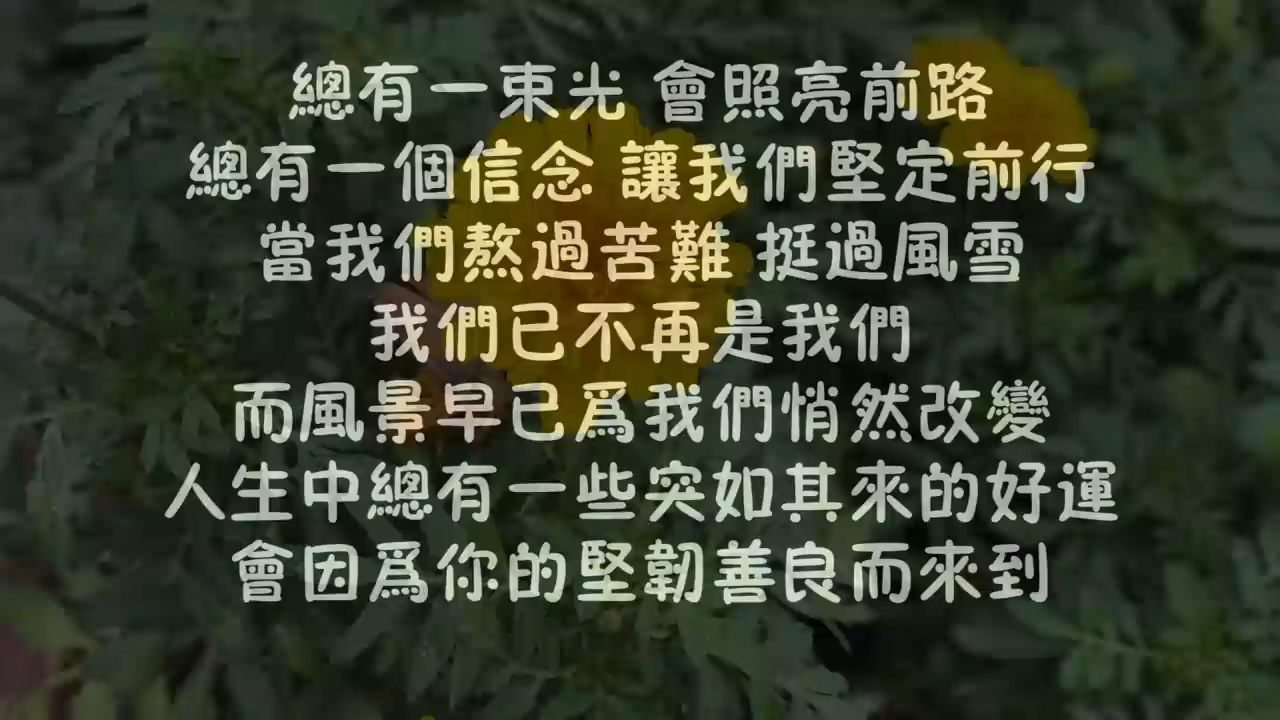 總有一束光 會照亮前路
總有一個信念 讓我們堅定前行
當我們熬過苦難 挺過風雪
我們已不再是我們
而風景早已爲我們悄然改變
人生中總有一些突如其來的好運
會因爲你的堅韌善良而來到